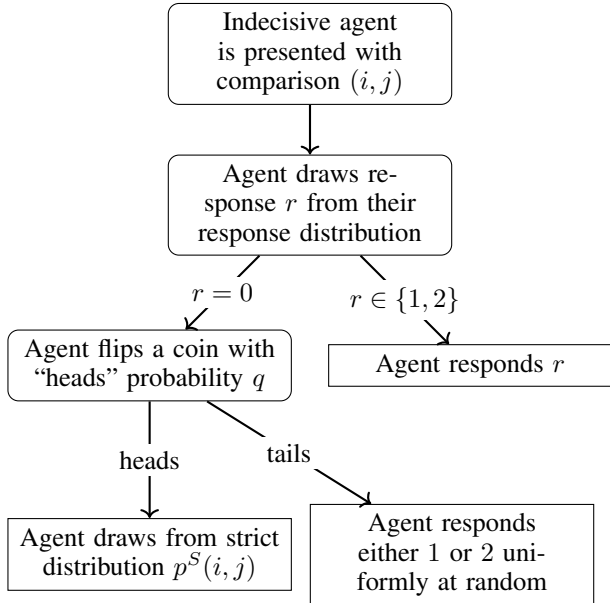 Indecisive agent
is presented with
comparison (i, j)
Agent draws re-
sponse r from their
response distribution
r = 0
r ∈ {1, 2}
Agent flips a coin with
“heads” probability q
Agent responds r
heads
tails
Agent draws from strict
distribution p^S(i, j)
Agent responds
either 1 or 2 uni-
formly at random